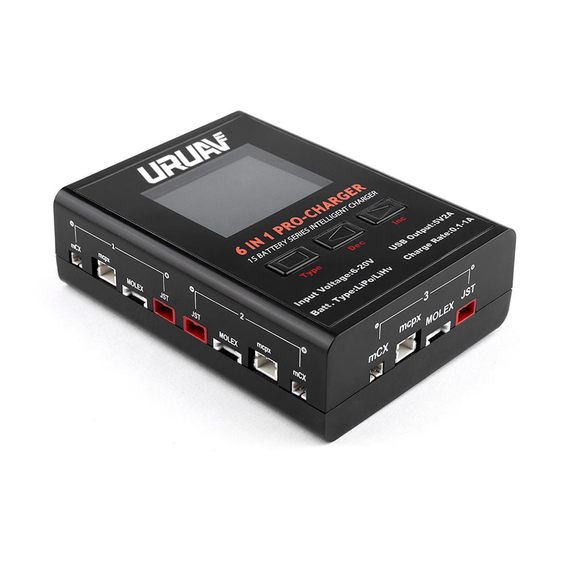 URUAV
6 IN 1 PRO-CHARGER
1S BATTERY SERIES INTELLIGENT CHARGER
Type Dec Inc
Input Voltage:6-20V USB Output:5V2A
Batt. Type:LiPo/LiHv Charge Rate:0.1-1A
1
mCX mcpx MOLEX JST
2
JST MOLEX mcpx mCX
3
mCX mcpx MOLEX JST